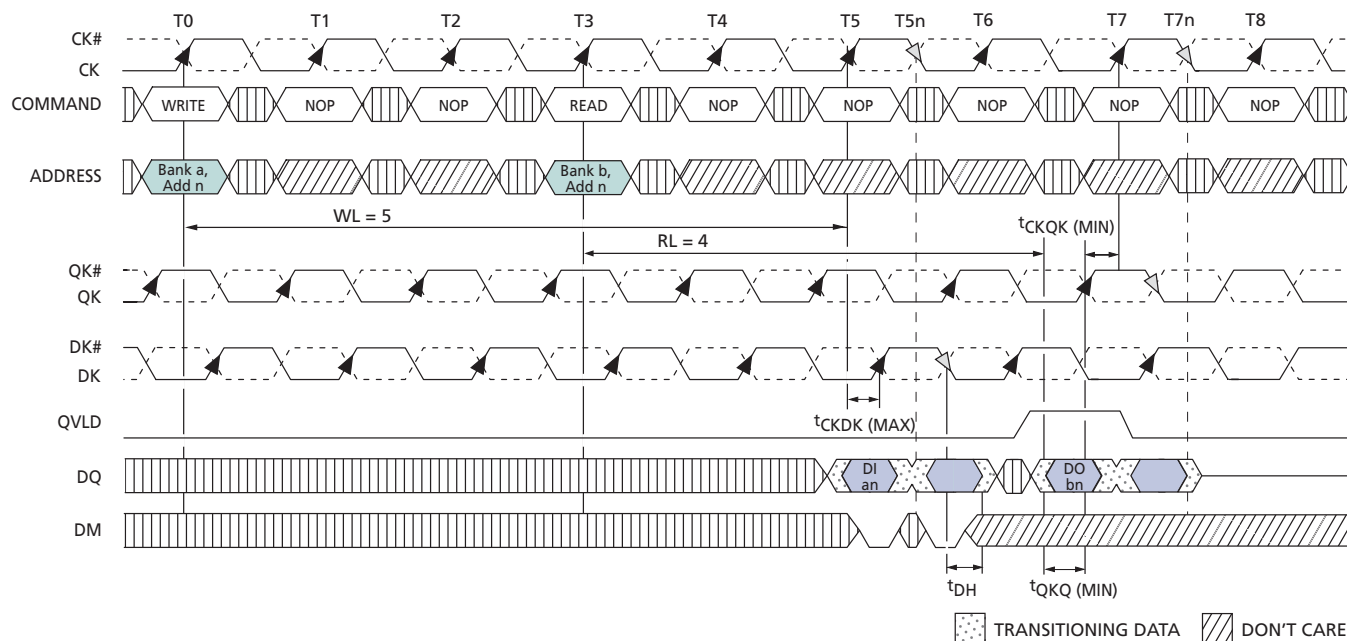 T0 T1 T2 T3 T4 T5 T5n T6 T7 T7n T8
CK#
CK
COMMAND WRITE NOP NOP READ NOP NOP NOP NOP NOP
ADDRESS Bank a, Add n Bank b, Add n
WL = 5
tCKQK (MIN)
RL = 4
QK#
QK
DK#
DK
tCKDK (MAX)
QVLD
DQ DI an DO bn
DM
tDH tQKQ (MIN)
TRANSITIONING DATA DON'T CARE